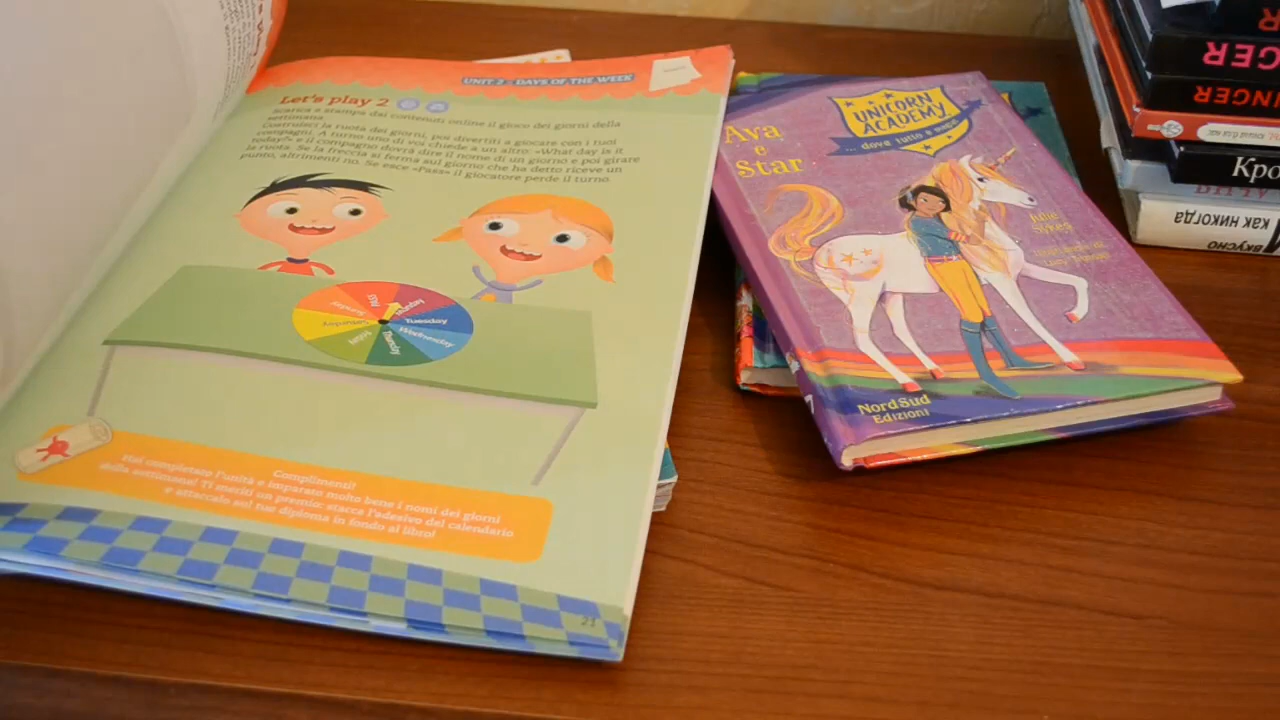 UNIT 2 - DAYS OF THE WEEK
Let's play 2
Scarica e stampa dai contenuti online il gioco dei giorni della
settimana.
Costruisci la ruota dei giorni, poi divertiti a giocare con i tuoi
compagni. A turno uno di voi chiede a un altro: «What day is it
today?» e il compagno dovrà dire il nome di un giorno e poi girare
la ruota. Se la freccia si ferma sul giorno che ha detto riceve un
punto, altrimenti no. Se esce «Pass» il giocatore perde il turno.
PASS
Monday
Tuesday
Wednesday
Thursday
Friday
Saturday
Sunday
Complimenti!
Hai completato l'unità e imparato molto bene i nomi dei giorni
della settimana! Ti meriti un premio: stacca l'adesivo del calendario
e attaccalo sul tuo diploma in fondo al libro!
23
UNICORN
ACADEMY
... dove tutto è magia
Ava
e
Star
Julie
Sykes
NordSud
Edizioni
Кро
как никогда
вкусно